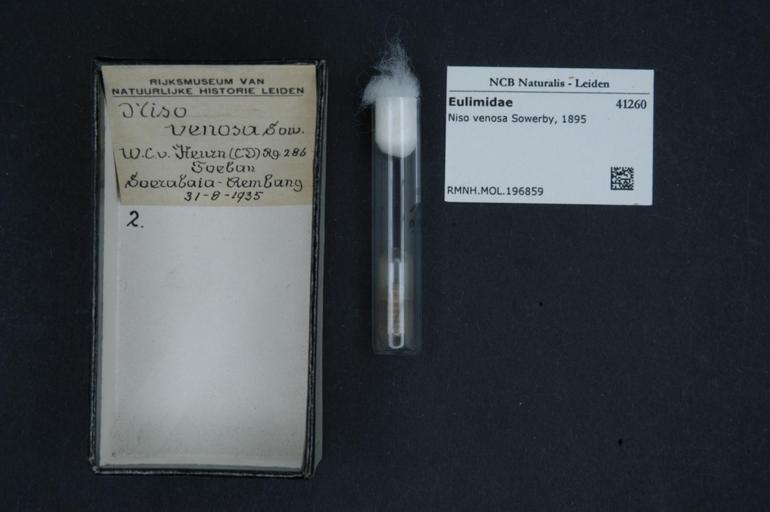 RIJKSMUSEUM VAN
NATUURLIJKE HISTORIE LEIDEN
Niso
venosa Sow.
W.C.v. Heurn (CD) Rg. 286
Toeban
Soerabaia-Rembang
31-8-1935
2.
NCB Naturalis - Leiden
Eulimidae 41260
Niso venosa Sowerby, 1895
RMNH.MOL.196859